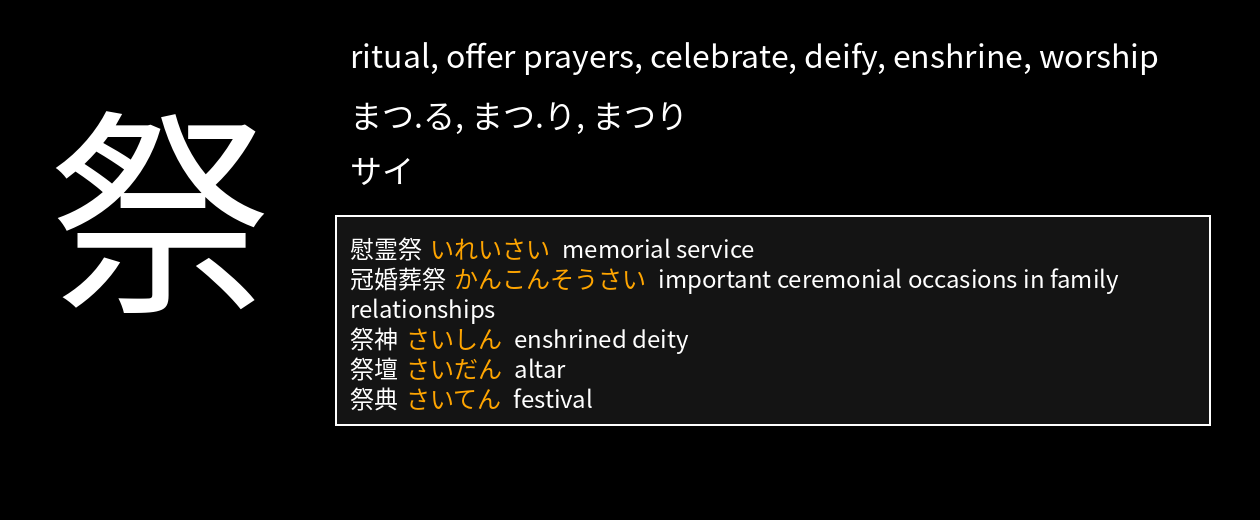 祭
ritual, offer prayers, celebrate, deify, enshrine, worship
まつ.る, まつ.り, まつり
サイ
慰霊祭 いれいさい memorial service
冠婚葬祭 かんこんそうさい important ceremonial occasions in family
relationships
祭神 さいしん enshrined deity
祭壇 さいだん altar
祭典 さいてん festival